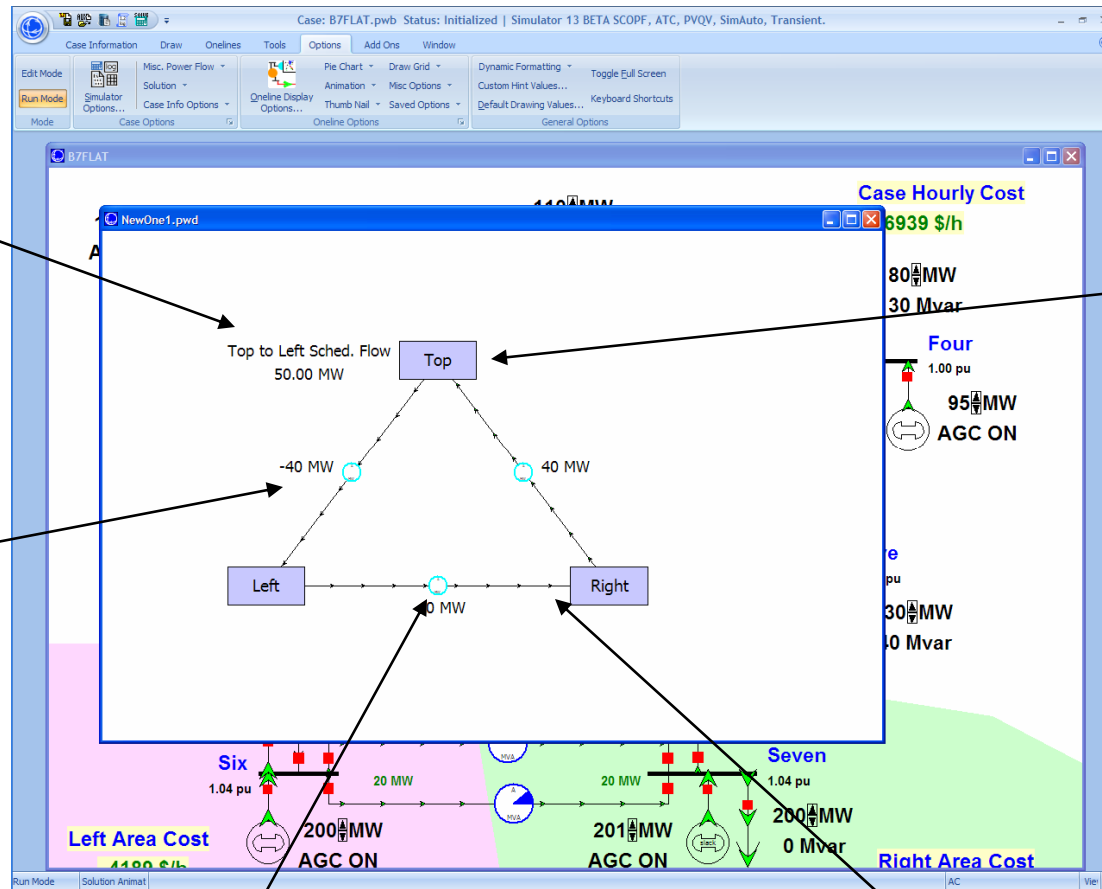 Case: B7FLAT.pwb Status: Initialized | Simulator 13 BETA SCOPF, ATC, PVQV, SimAuto, Transient.
Case Information Draw Onelines Tools Options Add Ons Window
Edit Mode
Run Mode
Mode
Simulator Options...
Misc. Power Flow
Solution
Case Info Options
Case Options
Oneline Display Options...
Pie Chart
Animation
Thumb Nail
Draw Grid
Misc Options
Saved Options
Oneline Options
Dynamic Formatting
Custom Hint Values...
Default Drawing Values...
Toggle Full Screen
Keyboard Shortcuts
General Options
B7FLAT
Case Hourly Cost
6939 $/h
NewOne1.pwd
80 MW
30 Mvar
Top to Left Sched. Flow
50.00 MW
Top
Four
1.00 pu
95 MW
AGC ON
-40 MW
40 MW
Left
Right
0 MW
pu
30 MW
40 Mvar
Six
1.04 pu
20 MW
MVA
20 MW
A
MVA
Seven
1.04 pu
200 MW
0 Mvar
200 MW
AGC ON
201 MW
AGC ON
slack
Left Area Cost
4189 $/h
Right Area Cost
Run Mode
Solution Animat
AC